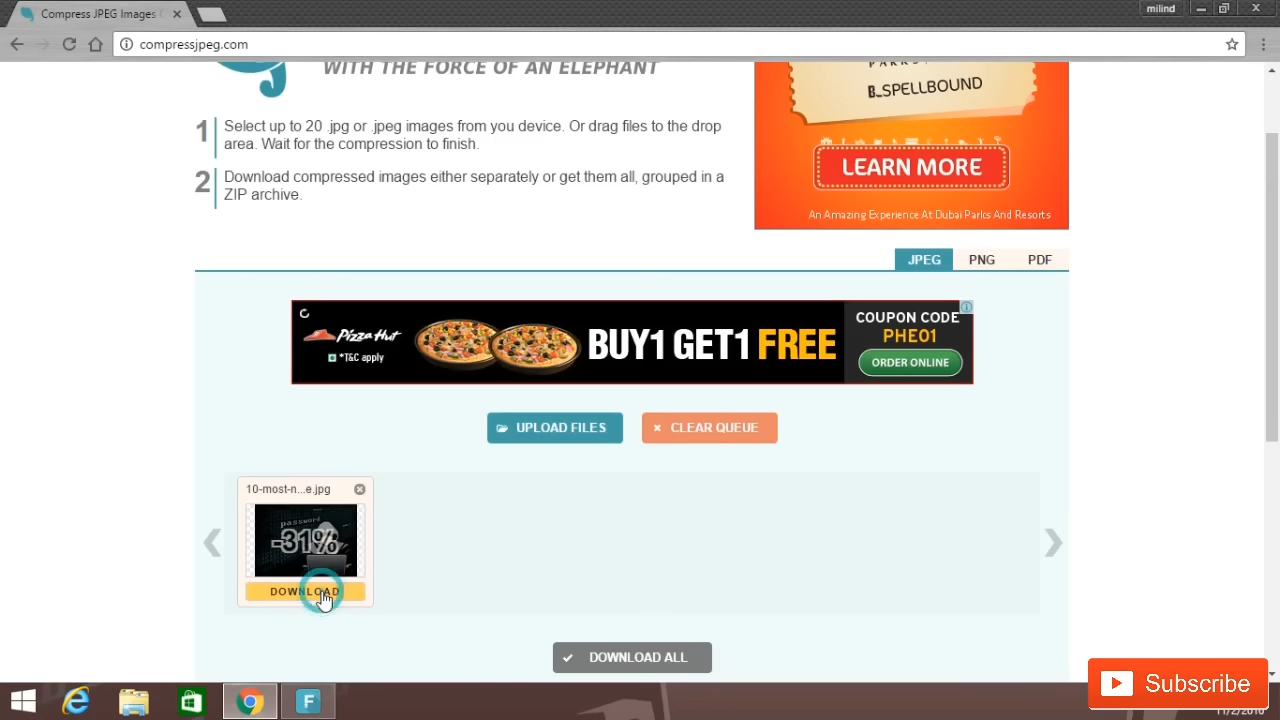 Compress JPEG Images
milind
compressjpeg.com
WITH THE FORCE OF AN ELEPHANT
1
Select up to 20 .jpg or .jpeg images from you device. Or drag files to the drop
area. Wait for the compression to finish.
2
Download compressed images either separately or get them all, grouped in a
ZIP archive.
B_SPELLBOUND
LEARN MORE
An Amazing Experience At Dubai Parks And Resorts
JPEG PNG PDF
Pizza Hut
*T&C apply
BUY1 GET1 FREE
COUPON CODE
PHE01
ORDER ONLINE
UPLOAD FILES
CLEAR QUEUE
10-most-n...e.jpg
password
-31%
DOWNLOAD
DOWNLOAD ALL
F
Subscribe